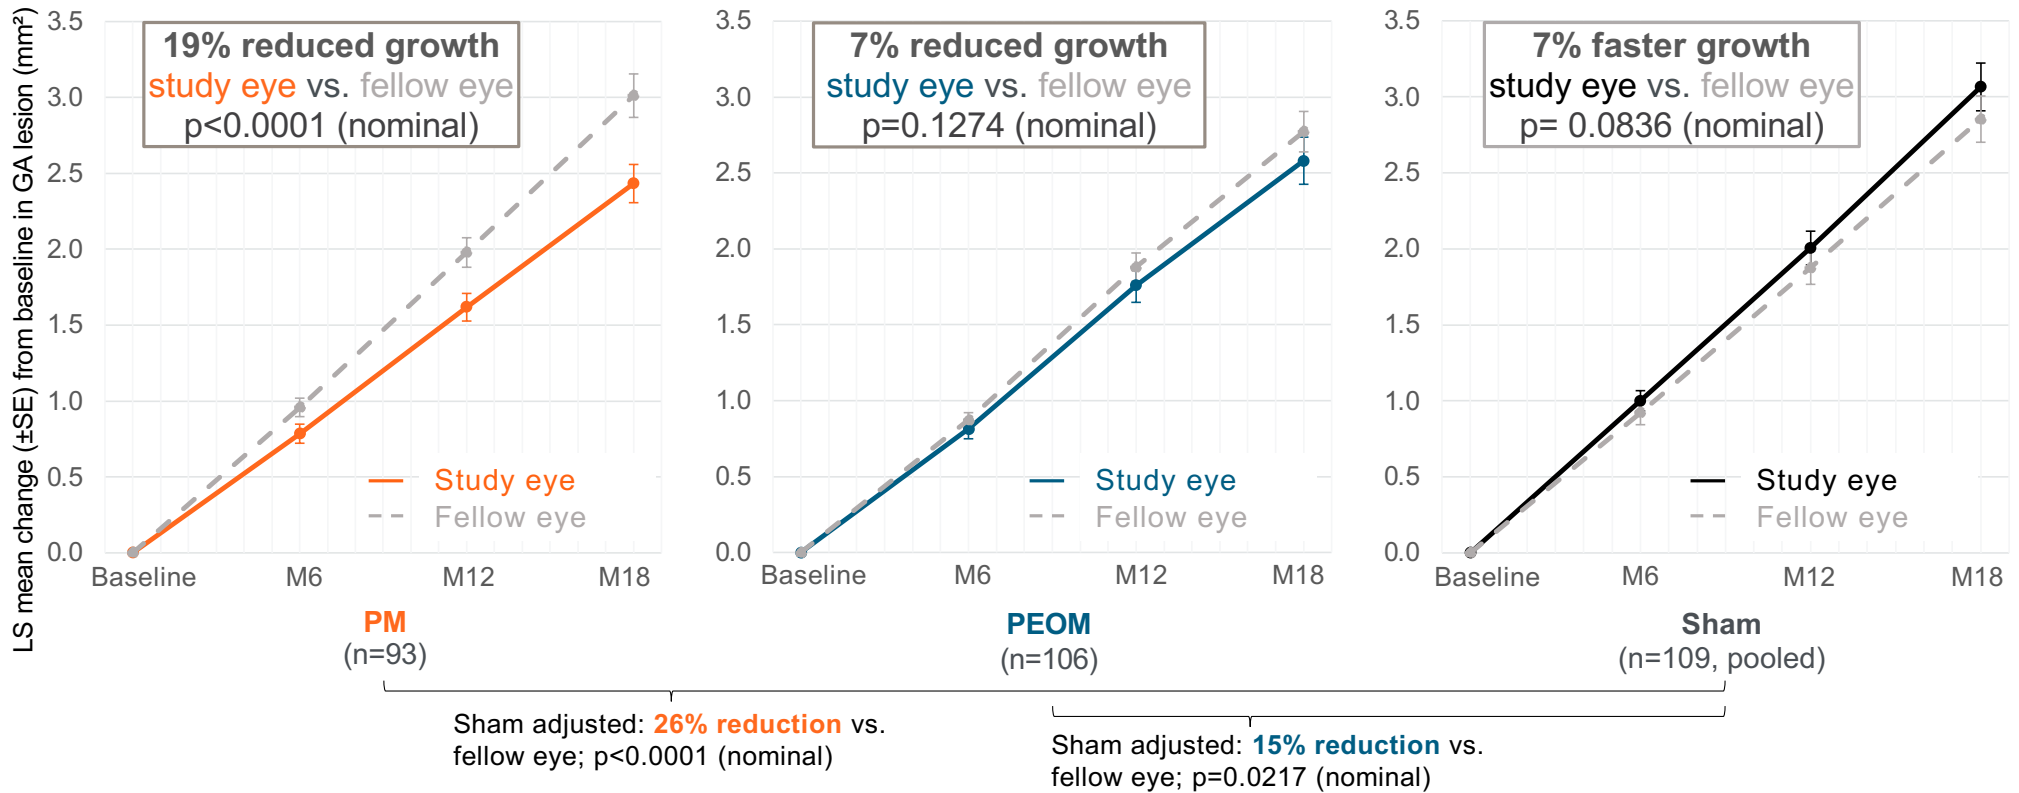 LS mean change (±SE) from baseline in GA lesion (mm²)
3.5
3.0
2.5
2.0
1.5
1.0
0.5
0.0
19% reduced growth
study eye vs. fellow eye
p<0.0001 (nominal)
Study eye
Fellow eye
Baseline M6 M12 M18
PM
(n=93)
3.5
3.0
2.5
2.0
1.5
1.0
0.5
0.0
7% reduced growth
study eye vs. fellow eye
p=0.1274 (nominal)
Study eye
Fellow eye
Baseline M6 M12 M18
PEOM
(n=106)
3.5
3.0
2.5
2.0
1.5
1.0
0.5
0.0
7% faster growth
study eye vs. fellow eye
p= 0.0836 (nominal)
Study eye
Fellow eye
Baseline M6 M12 M18
Sham
(n=109, pooled)
Sham adjusted: 26% reduction vs.
fellow eye; p<0.0001 (nominal)
Sham adjusted: 15% reduction vs.
fellow eye; p=0.0217 (nominal)